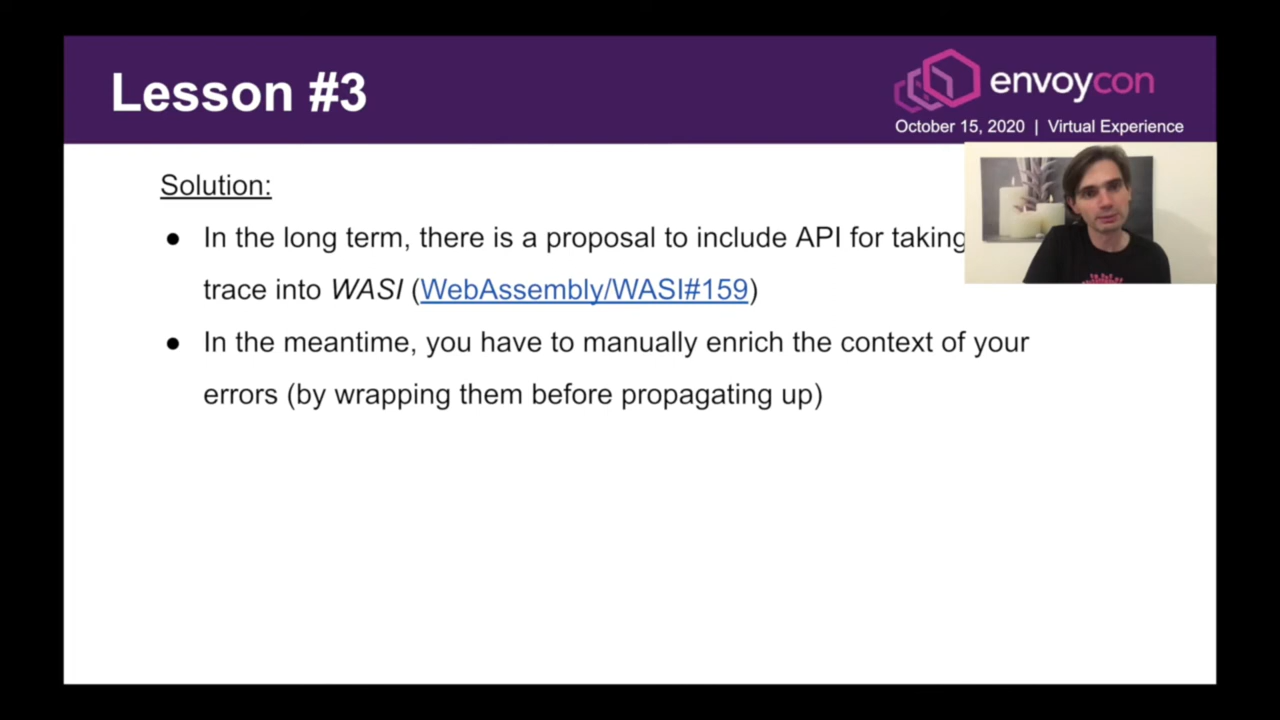 Lesson #3
envoycon
October 15, 2020 | Virtual Experience
Solution:
● In the long term, there is a proposal to include API for taking
trace into WASI (WebAssembly/WASI#159)
● In the meantime, you have to manually enrich the context of your
errors (by wrapping them before propagating up)